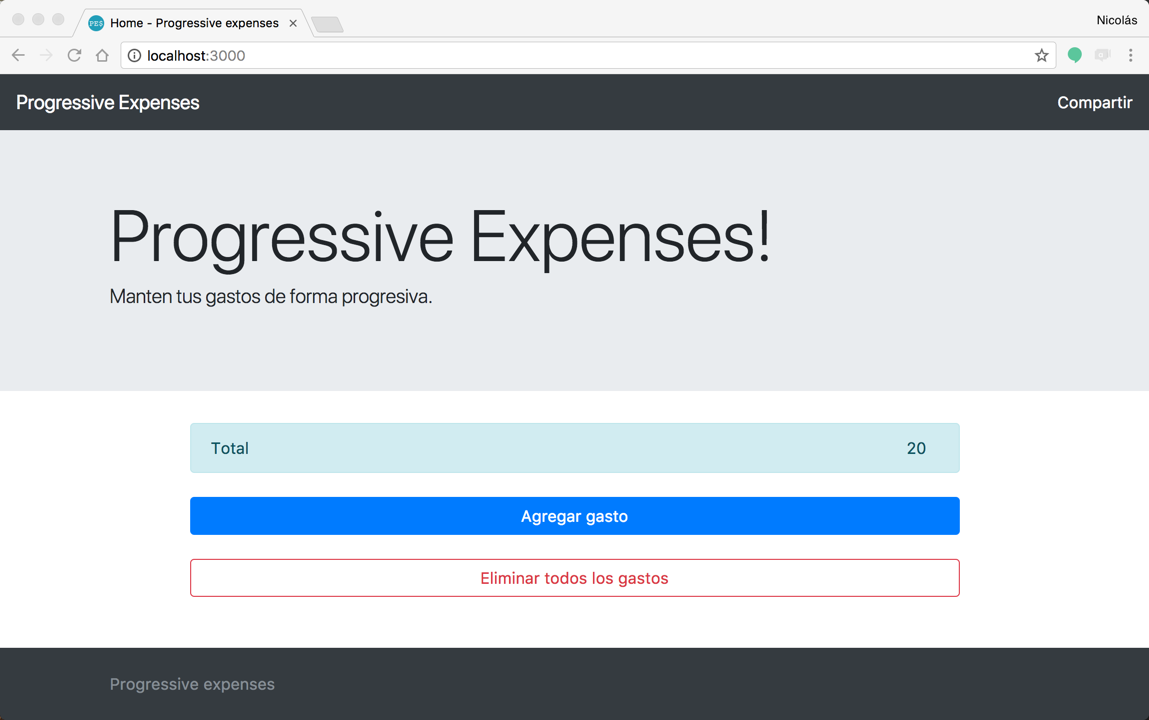 PES Home - Progressive expenses
Nicolás
localhost:3000
Progressive Expenses
Compartir
Progressive Expenses!
Manten tus gastos de forma progresiva.
Total 20
Agregar gasto
Eliminar todos los gastos
Progressive expenses